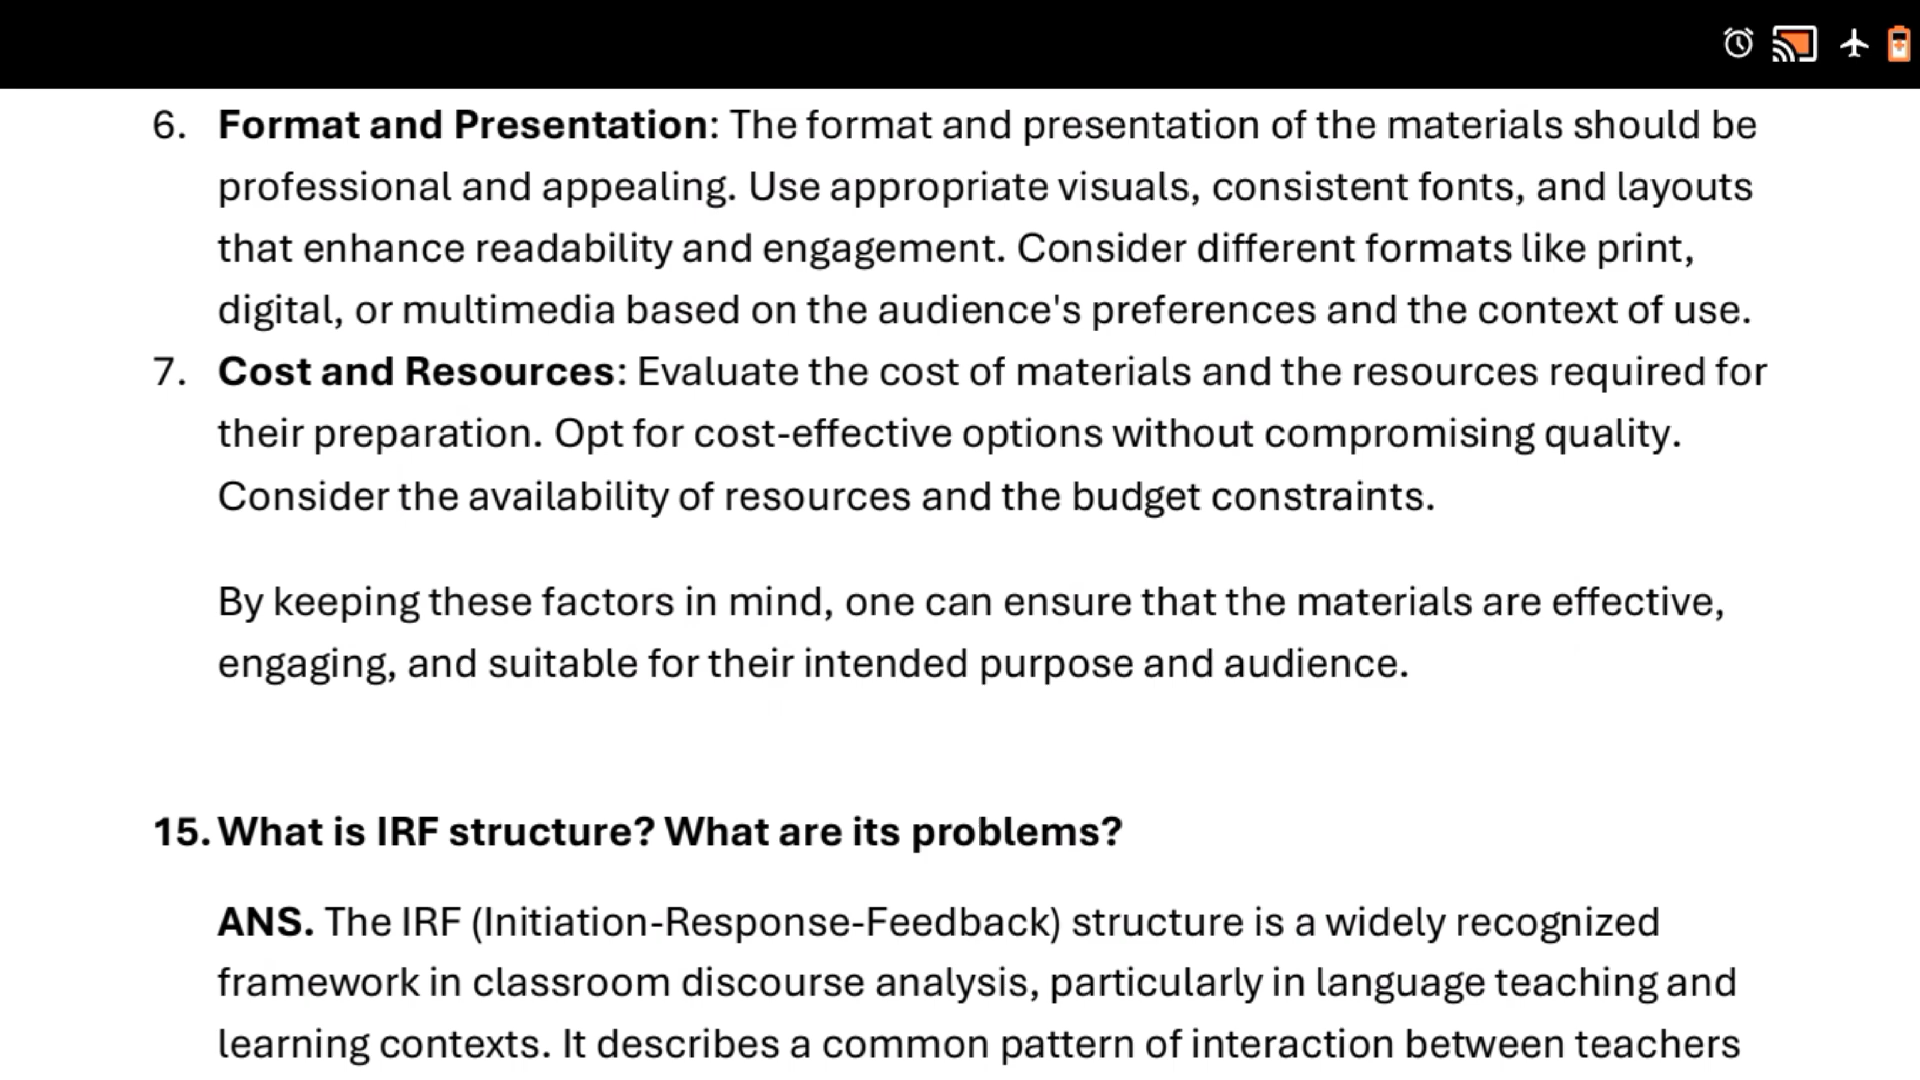 6. Format and Presentation: The format and presentation of the materials should be
professional and appealing. Use appropriate visuals, consistent fonts, and layouts
that enhance readability and engagement. Consider different formats like print,
digital, or multimedia based on the audience's preferences and the context of use.
7. Cost and Resources: Evaluate the cost of materials and the resources required for
their preparation. Opt for cost-effective options without compromising quality.
Consider the availability of resources and the budget constraints.
By keeping these factors in mind, one can ensure that the materials are effective,
engaging, and suitable for their intended purpose and audience.
15. What is IRF structure? What are its problems?
ANS. The IRF (Initiation-Response-Feedback) structure is a widely recognized
framework in classroom discourse analysis, particularly in language teaching and
learning contexts. It describes a common pattern of interaction between teachers